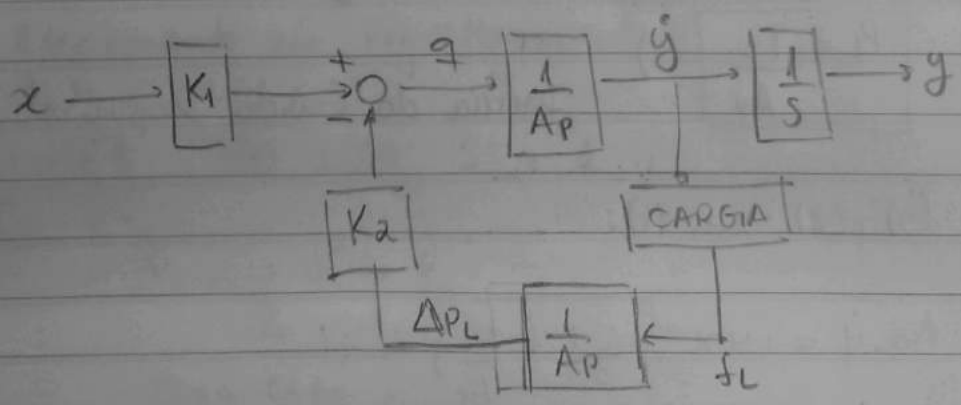 x K₁ + q 1/Ap ẏ 1/S y
−
K₂ CARGA
ΔPL 1/Ap fL